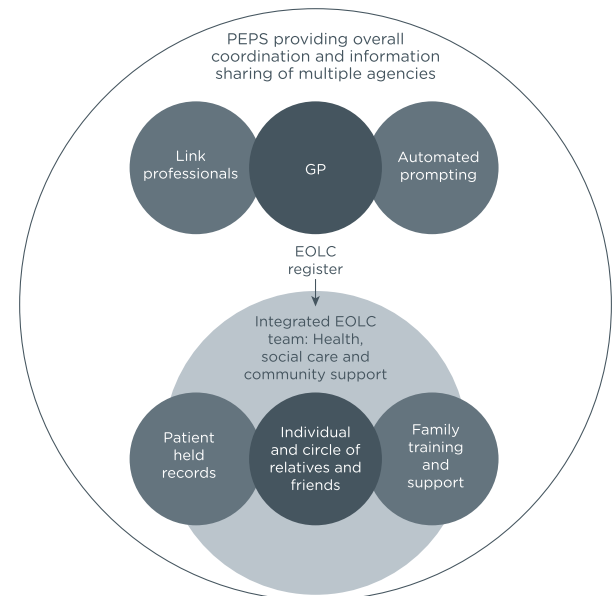 PEPS providing overall
coordination and information
sharing of multiple agencies
Link
professionals
GP
Automated
prompting
EOLC
register
Integrated EOLC
team: Health,
social care and
community support
Patient
held
records
Individual
and circle of
relatives and
friends
Family
training
and
support